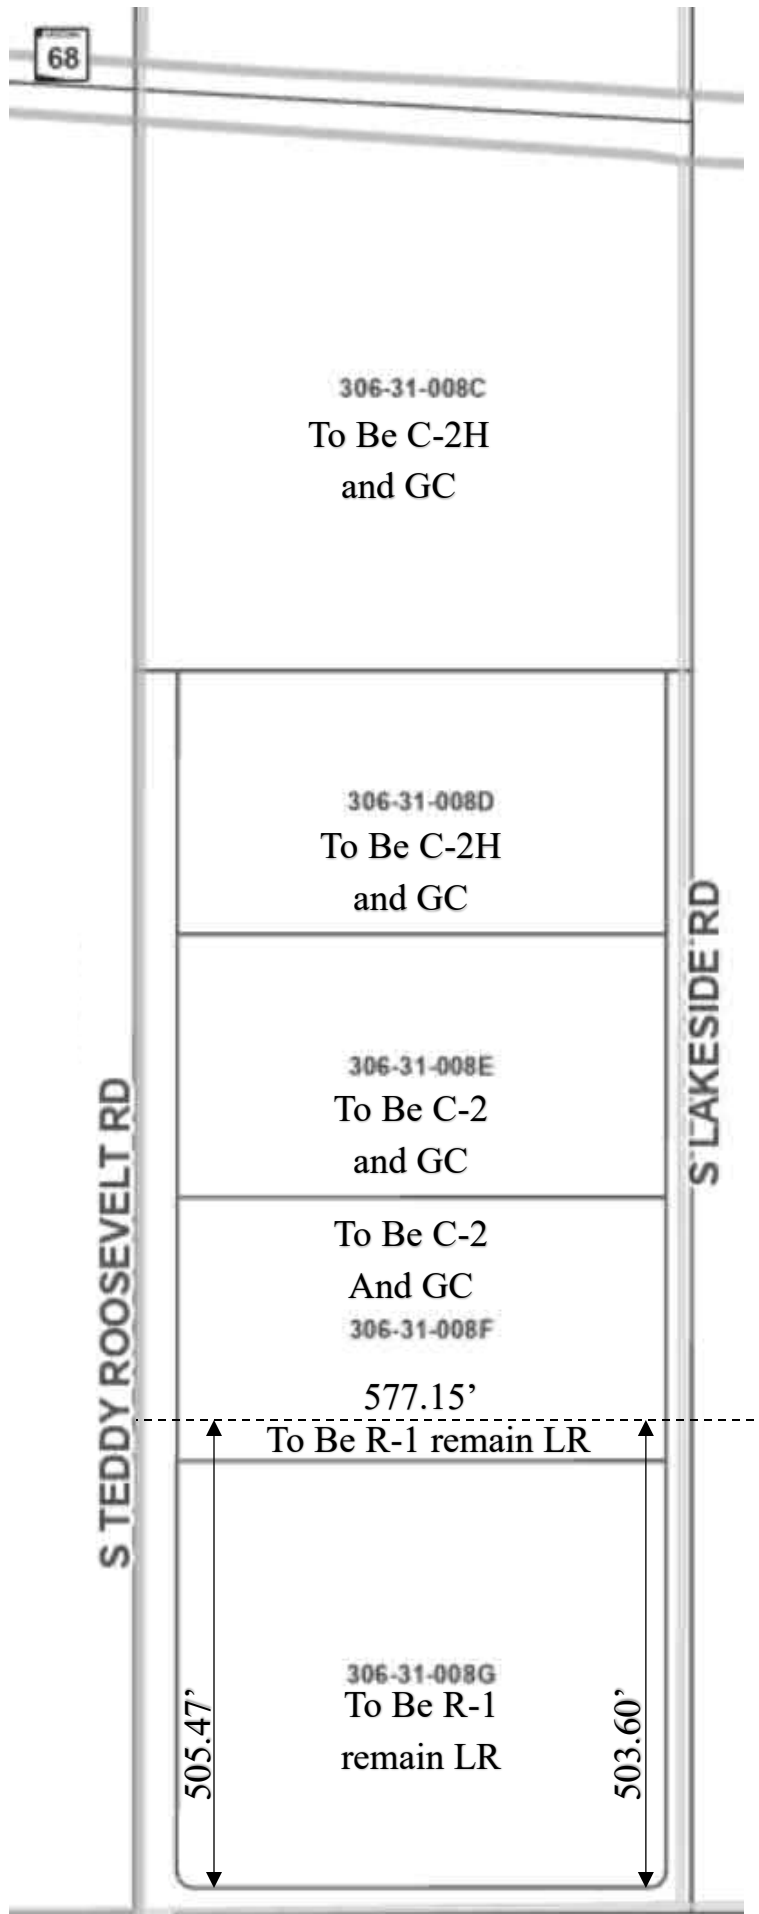 68
306-31-008C
To Be C-2H
and GC
306-31-008D
To Be C-2H
and GC
S LAKESIDE RD
306-31-008E
To Be C-2
and GC
S TEDDY ROOSEVELT RD
To Be C-2
And GC
306-31-008F
577.15’
To Be R-1 remain LR
306-31-008G
To Be R-1
remain LR
505.47’
503.60’